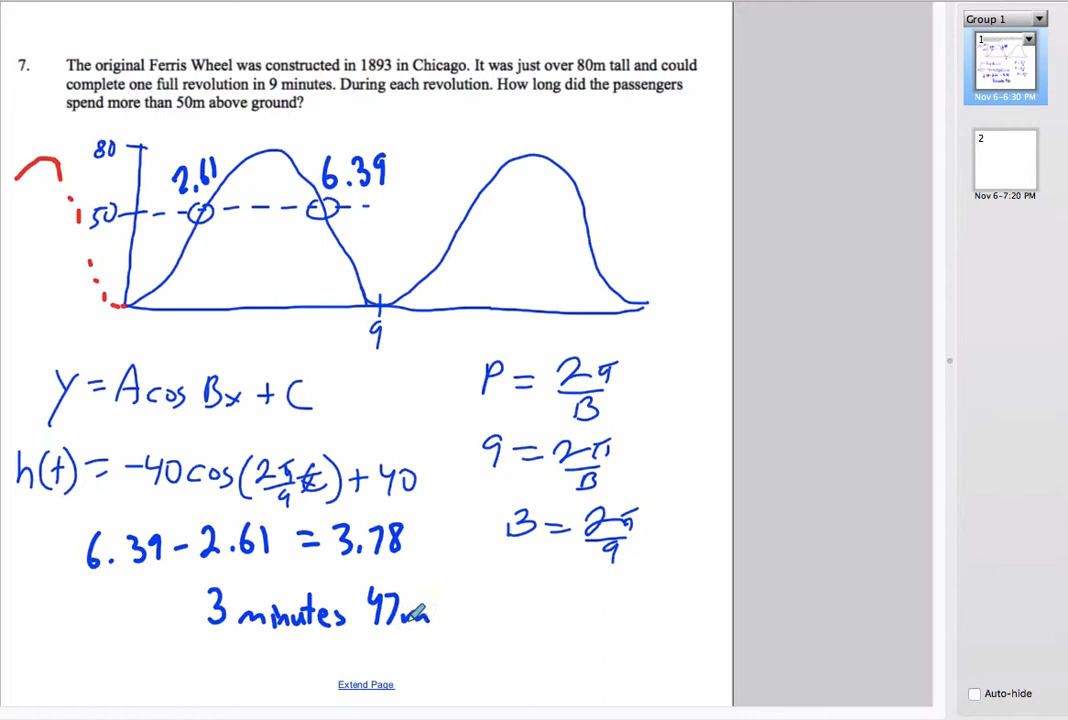 7. The original Ferris Wheel was constructed in 1893 in Chicago. It was just over 80m tall and could
complete one full revolution in 9 minutes. During each revolution. How long did the passengers
spend more than 50m above ground?
80
2.61
6.39
50
9
y = A cos Bx + C
P = 2π/B
h(t) = -40cos(2π/9 t) + 40
9 = 2π/B
6.39 - 2.61 = 3.78
B = 2π/9
3 minutes 47
Extend Page
Group 1
1
Nov 6-6:30 PM
2
Nov 6-7:20 PM
Auto-hide